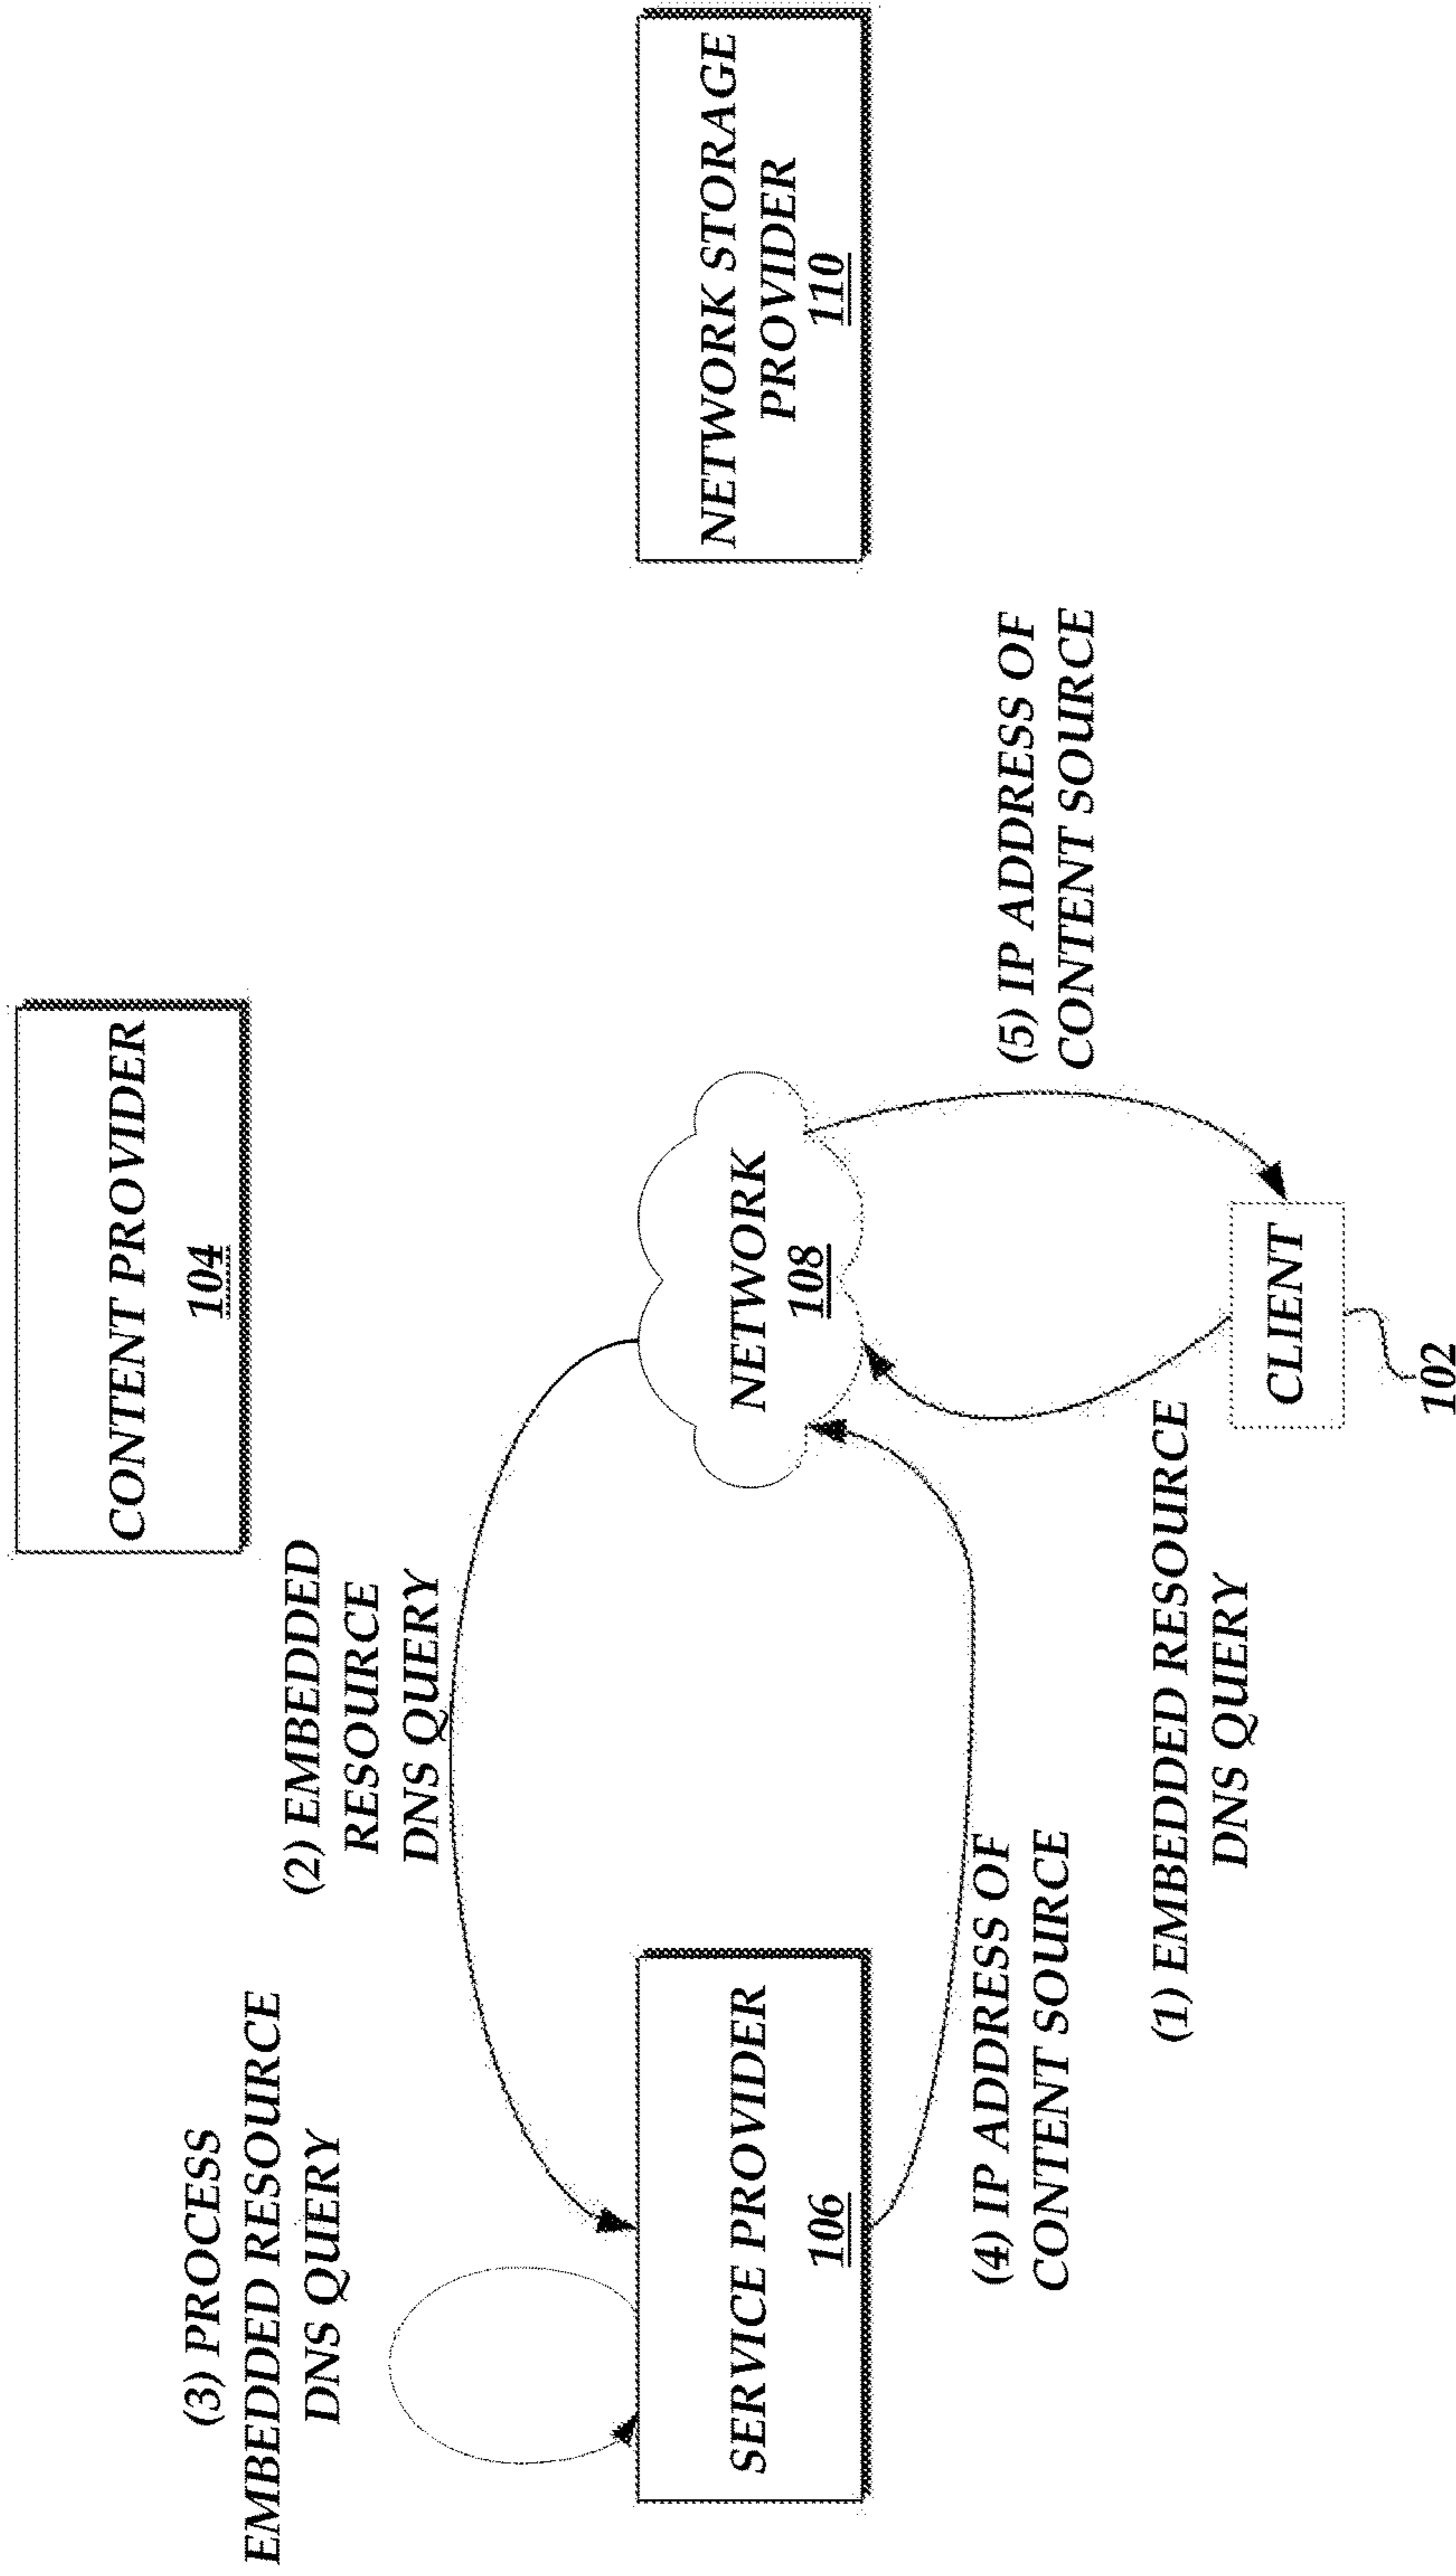 CONTENT PROVIDER
104
(3) PROCESS
EMBEDDED RESOURCE
DNS QUERY
(2) EMBEDDED
RESOURCE
DNS QUERY
SERVICE PROVIDER
106
NETWORK
108
NETWORK STORAGE
PROVIDER
110
(4) IP ADDRESS OF
CONTENT SOURCE
(5) IP ADDRESS OF
CONTENT SOURCE
(1) EMBEDDED RESOURCE
DNS QUERY
CLIENT
102